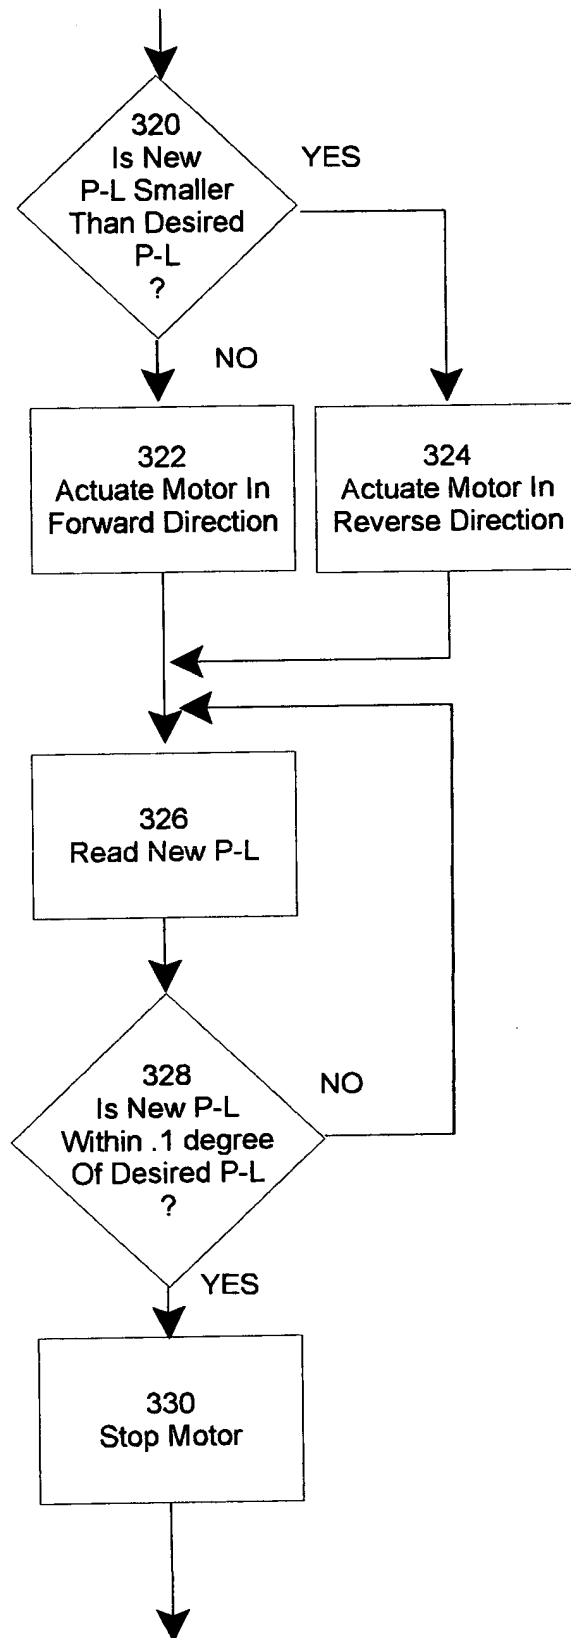 320
Is New
P-L Smaller
Than Desired
P-L
?
YES
NO
322
Actuate Motor In
Forward Direction
324
Actuate Motor In
Reverse Direction
326
Read New P-L
328
Is New P-L
Within .1 degree
Of Desired P-L
?
NO
YES
330
Stop Motor